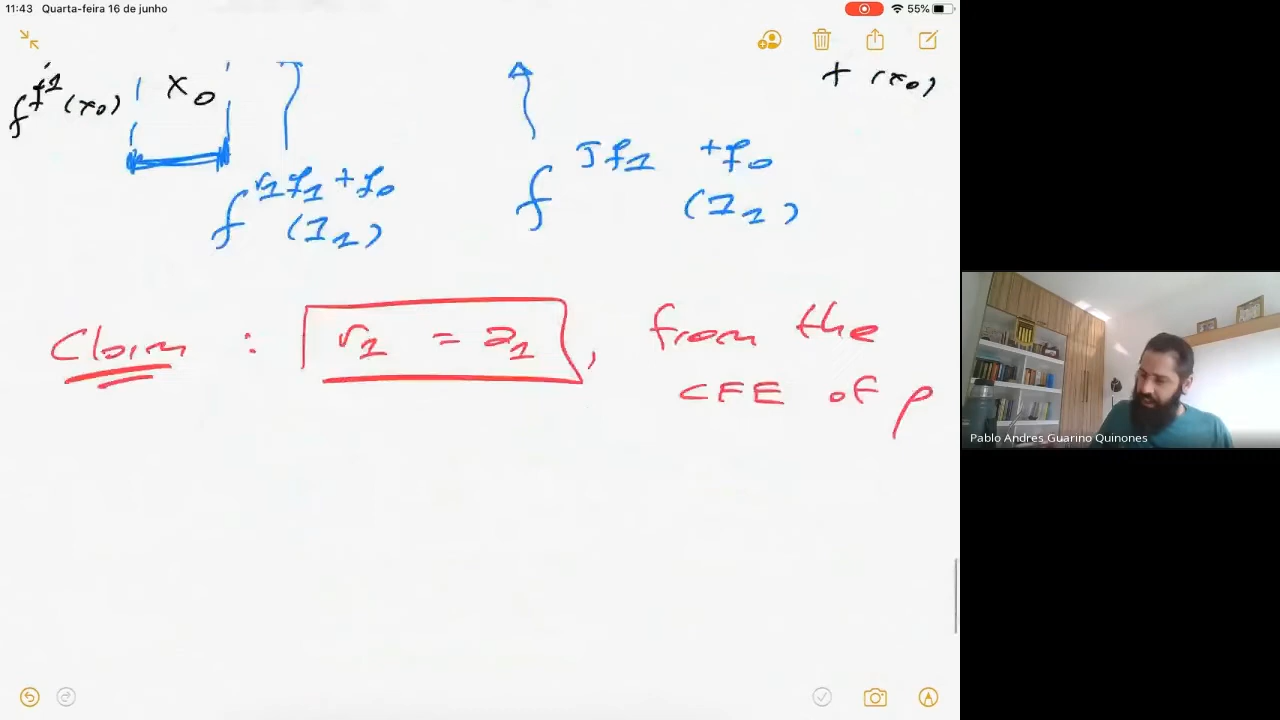 11:43 Quarta-feira 16 de junho 55%
f^{f_1}(x_0) x_0 f (x_0)
f^{r_1 f_1 + f_0}(I_1) f^{J f_1 + f_0}(I_1)
Claim : r_1 = a_1, from the
CFE of ρ
Pablo Andres Guarino Quinones